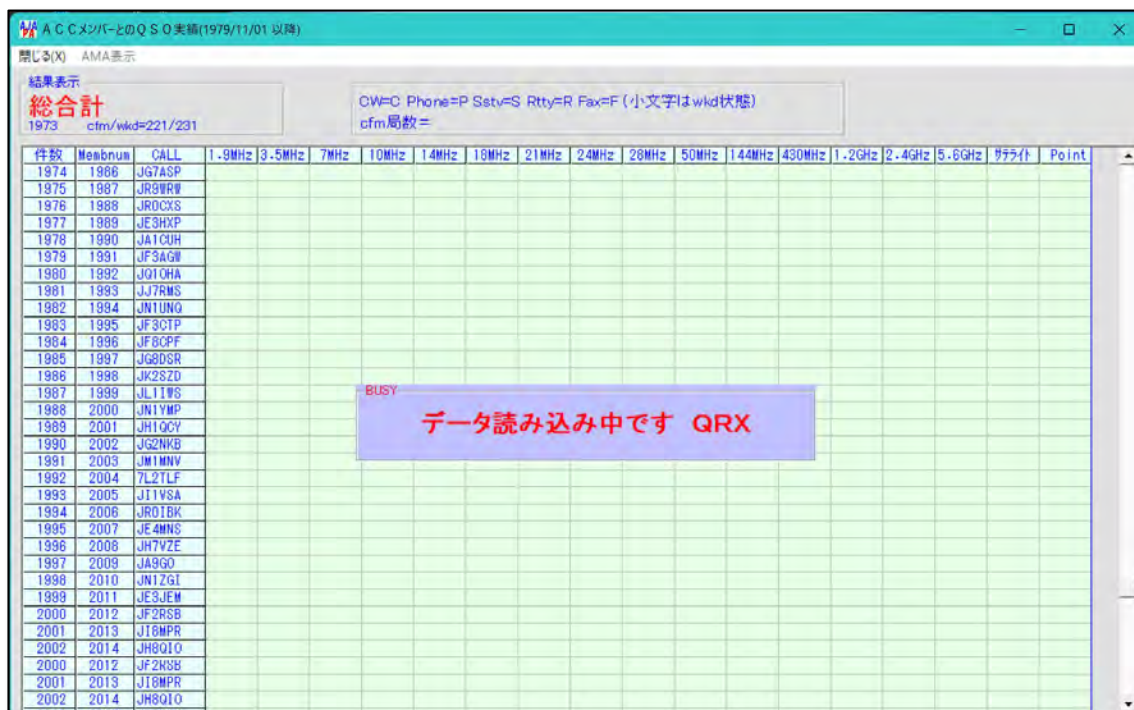 ＡＣＣメンバーとのＱＳＯ実績(1979/11/01 以降)
閉じる(X) AMA表示
結果表示
総合計
1973 cfm/wkd=221/231
CW=C Phone=P Sstv=S Rtty=R Fax=F (小文字はwkd状態)
cfm局数＝
件数 Membnum CALL 1.9MHz 3.5MHz 7MHz 10MHz 14MHz 18MHz 21MHz 24MHz 28MHz 50MHz 144MHz 430MHz 1.2GHz 2.4GHz 5.6GHz ｻﾃﾗｲﾄ Point
1974 1986 JG7ASP
1975 1987 JR9WRW
1976 1988 JR0CXS
1977 1989 JE3HXP
1978 1990 JA1CUH
1979 1991 JF3AGW
1980 1992 JQ1OHA
1981 1993 JJ7RMS
1982 1994 JN1UNQ
1983 1995 JF3CTP
1984 1996 JF8CPF
1985 1997 JG8DSR
1986 1998 JK2SZD
1987 1999 JL1IWS
1988 2000 JN1YMP
1989 2001 JH1QCY
1990 2002 JG2NKB
1991 2003 JM1MNV
1992 2004 7L2TLF
1993 2005 JI1VSA
1994 2006 JR0IBK
1995 2007 JE4MNS
1996 2008 JH7VZE
1997 2009 JA9GO
1998 2010 JN1ZGI
1999 2011 JE3JEM
2000 2012 JF2RSB
2001 2013 JI8MPR
2002 2014 JH8QIO
2000 2012 JF2RSB
2001 2013 JI8MPR
2002 2014 JH8QIO
BUSY
データ読み込み中です QRX